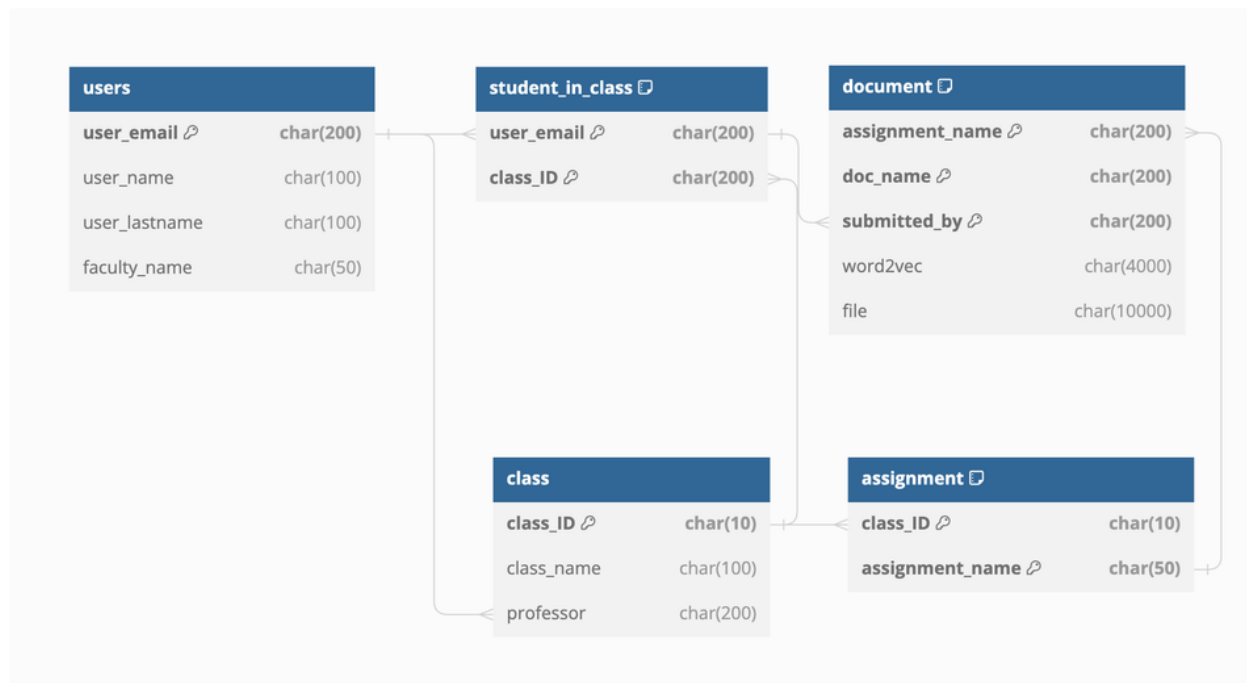 users
user_email char(200)
user_name char(100)
user_lastname char(100)
faculty_name char(50)
student_in_class
user_email char(200)
class_ID char(200)
document
assignment_name char(200)
doc_name char(200)
submitted_by char(200)
word2vec char(4000)
file char(10000)
class
class_ID char(10)
class_name char(100)
professor char(200)
assignment
class_ID char(10)
assignment_name char(50)